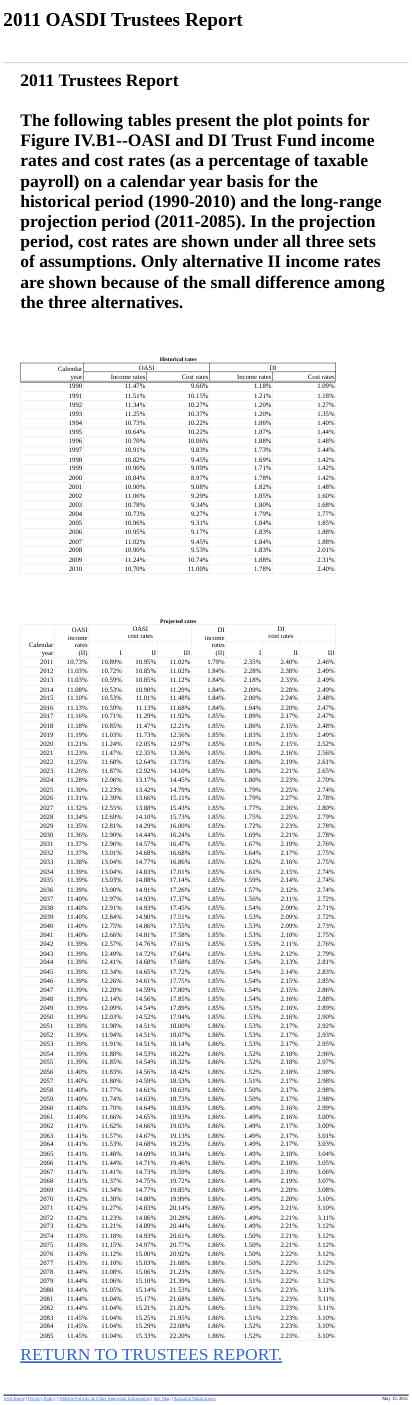 2011 OASDI Trustees Report
2011 Trustees Report
The following tables present the plot points for
Figure IV.B1--OASI and DI Trust Fund income
rates and cost rates (as a percentage of taxable
payroll) on a calendar year basis for the
historical period (1990-2010) and the long-range
projection period (2011-2085). In the projection
period, cost rates are shown under all three sets
of assumptions. Only alternative II income rates
are shown because of the small difference among
the three alternatives.
Historical rates
Calendar year OASI DI
Income rates Cost rates Income rates Cost rates
1990 11.47% 9.66% 1.18% 1.09%
1991 11.51% 10.15% 1.21% 1.18%
1992 11.34% 10.27% 1.20% 1.27%
1993 11.25% 10.37% 1.20% 1.35%
1994 10.73% 10.22% 1.40%
1995 10.64% 10.22% 1.44%
1996 10.70% 10.06% 1.88% 1.48%
1997 10.91% 9.83% 1.73% 1.44%
1998 10.82% 9.45% 1.42%
1999 1.71% 1.42%
2000 10.84% 8.97% 1.78% 1.42%
2001 10.90% 1.82% 1.48%
2002 11.06% 9.29% 1.60%
2003 10.78% 9.34% 1.80% 1.68%
2004 10.73% 9.27% 1.79% 1.77%
2005 10.96% 9.31% 1.85%
2006 10.95% 9.17% 1.83% 1.88%
2007 11.02% 9.45% 1.88%
2008 9.53% 1.83% 2.01%
2009 11.24% 10.74% 2.31%
2010 10.70% 11.00% 1.78% 2.40%
Projected rates
Calendar year OASI income rates (II) OASI cost rates DI income rates (II) DI cost rates
I II III I II III
2011 10.73% 10.89% 10.95% 11.02% 2.33% 2.40% 2.46%
2012 11.03% 10.72% 10.85% 11.02% 1.84% 2.28% 2.38%
2013 11.03% 10.59% 10.85% 11.12% 1.84% 2.18% 2.33%
2014 10.53% 10.90% 11.29% 1.84% 2.28%
2015 11.10% 10.53% 11.01% 11.48% 1.84% 2.00% 2.24% 2.48%
2016 11.13% 10.59% 11.13% 11.68% 1.84% 2.20% 2.47%
2017 11.16% 10.71% 11.29% 11.92% 1.85% 2.17% 2.47%
2018 11.18% 10.85% 11.47% 12.21% 1.85% 2.15% 2.48%
2019 11.19% 11.03% 11.73% 12.56% 1.85% 1.83% 2.15%
2020 11.21% 11.24% 12.05% 12.97% 1.85% 1.81% 2.15% 2.52%
2021 11.23% 11.47% 12.35% 13.36% 1.85% 1.80% 2.16% 2.56%
2022 11.25% 11.68% 12.64% 13.73% 1.85% 1.80% 2.19% 2.61%
2023 11.26% 11.87% 12.92% 14.10% 1.85% 1.80% 2.21% 2.65%
2024 11.28% 12.06% 13.17% 14.45% 1.85% 1.80% 2.23% 2.70%
2025 11.30% 12.23% 13.42% 14.79% 1.85% 1.79% 2.25% 2.74%
2026 11.31% 12.39% 13.66% 15.11% 1.85% 1.79% 2.27% 2.78%
2027 11.32% 12.55% 13.88% 15.43% 1.85% 1.77% 2.26% 2.80%
2028 11.34% 12.69% 14.10% 15.73% 1.85% 1.75% 2.25% 2.79%
2029 11.35% 12.81% 14.29% 1.85% 1.72% 2.23% 2.78%
2030 11.36% 12.90% 14.44% 16.24% 1.85% 1.69% 2.21% 2.78%
2031 11.37% 14.57% 16.47% 1.85% 1.67% 2.19% 2.76%
2032 11.37% 13.01% 14.68% 16.68% 1.85% 1.64% 2.17% 2.75%
2033 11.38% 13.04% 14.77% 16.86% 1.85% 1.62% 2.16% 2.75%
2034 11.39% 13.04% 14.83% 17.01% 1.85% 1.61% 2.15% 2.74%
2035 11.39% 13.03% 14.88% 17.14% 1.85% 1.59% 2.14% 2.74%
2036 11.39% 13.00% 14.91% 17.26% 1.85% 1.57% 2.12% 2.74%
2037 11.40% 12.97% 14.93% 17.37% 1.85% 1.56% 2.11% 2.72%
2038 11.40% 12.91% 14.93% 17.45% 1.85% 1.54% 2.09% 2.71%
2039 11.40% 12.84% 14.90% 17.51% 1.85% 1.53% 2.09% 2.72%
2040 11.40% 12.75% 14.86% 17.55% 1.85% 1.53% 2.09% 2.73%
2041 11.40% 12.66% 14.81% 17.58% 1.85% 1.53% 2.10% 2.75%
2042 11.39% 12.57% 14.76% 17.61% 1.85% 1.53% 2.11% 2.76%
2043 11.39% 12.49% 14.72% 17.64% 1.85% 1.53% 2.12% 2.79%
2044 11.39% 12.41% 14.68% 17.68% 1.85% 1.54% 2.13% 2.81%
2045 11.39% 12.34% 14.65% 17.72% 1.85% 1.54% 2.14% 2.83%
2046 11.39% 12.26% 14.61% 17.75% 1.85% 1.54% 2.15% 2.85%
2047 11.39% 12.20% 14.59% 17.80% 1.85% 1.54% 2.15% 2.86%
2048 11.39% 12.14% 14.56% 17.85% 1.85% 1.54% 2.16% 2.88%
2049 11.39% 12.09% 14.54% 17.89% 1.85% 1.53% 2.16% 2.89%
2050 11.39% 12.03% 14.52% 17.94% 1.85% 1.53% 2.16% 2.90%
2051 11.39% 11.98% 14.51% 18.00% 1.86% 1.53% 2.17% 2.92%
2052 11.39% 11.94% 14.51% 18.07% 1.86% 1.53% 2.17% 2.93%
2053 11.39% 11.91% 14.51% 18.14% 1.86% 1.53% 2.17% 2.95%
2054 11.39% 11.88% 14.53% 18.22% 1.86% 1.52% 2.18% 2.96%
2055 11.39% 11.85% 14.54% 18.32% 1.86% 1.52% 2.18% 2.97%
2056 11.40% 11.83% 14.56% 18.42% 1.86% 1.52% 2.18% 2.98%
2057 11.40% 11.80% 14.59% 18.53% 1.86% 1.51% 2.17% 2.98%
2058 11.40% 11.77% 14.61% 18.63% 1.86% 1.50% 2.17% 2.98%
2059 11.40% 11.74% 14.63% 18.73% 1.86% 1.50% 2.17% 2.98%
2060 11.40% 11.70% 14.64% 18.83% 1.86% 1.49% 2.16% 2.99%
2061 11.40% 11.66% 14.65% 18.93% 1.86% 1.49% 2.16% 3.00%
2062 11.41% 11.62% 14.66% 19.03% 1.86% 1.49% 2.17% 3.00%
2063 11.41% 11.57% 14.67% 19.13% 1.86% 1.49% 2.17% 3.01%
2064 11.41% 11.53% 14.68% 19.23% 1.86% 1.49% 2.17% 3.03%
2065 11.41% 11.48% 14.69% 19.34% 1.86% 1.49% 2.18% 3.04%
2066 11.41% 11.44% 14.71% 19.46% 1.86% 1.49% 2.18% 3.05%
2067 11.41% 11.41% 14.73% 19.59% 1.86% 1.49% 2.19% 3.06%
2068 11.41% 11.37% 14.75% 19.72% 1.86% 1.49% 2.19% 3.07%
2069 11.42% 11.34% 14.77% 19.85% 1.86% 1.49% 2.20% 3.08%
2070 11.42% 11.30% 14.80% 19.99% 1.86% 1.49% 2.20% 3.10%
2071 11.42% 11.27% 14.83% 20.14% 1.86% 1.49% 2.21% 3.10%
2072 11.42% 11.23% 14.86% 20.28% 1.86% 1.49% 2.21% 3.11%
2073 11.42% 11.21% 14.89% 20.44% 1.86% 1.49% 2.21% 3.12%
2074 11.43% 11.18% 14.93% 20.61% 1.86% 1.50% 2.21% 3.12%
2075 11.43% 11.15% 14.97% 20.77% 1.86% 1.50% 2.21% 3.12%
2076 11.43% 11.12% 15.00% 20.92% 1.86% 1.50% 2.22% 3.12%
2077 11.43% 11.10% 15.03% 21.08% 1.86% 1.50% 2.22% 3.12%
2078 11.44% 11.08% 15.06% 21.23% 1.86% 1.51% 2.22% 3.12%
2079 11.44% 11.06% 15.10% 21.39% 1.86% 1.51% 2.22% 3.12%
2080 11.44% 11.05% 15.14% 21.53% 1.86% 1.51% 2.23% 3.11%
2081 11.44% 11.04% 15.17% 21.68% 1.86% 1.51% 2.23% 3.11%
2082 11.44% 11.04% 15.21% 21.82% 1.86% 1.51% 2.23% 3.11%
2083 11.45% 11.04% 15.25% 21.95% 1.86% 1.52% 2.23% 3.10%
2084 11.45% 11.04% 15.29% 22.08% 1.86% 1.52% 2.23% 3.10%
2085 11.45% 11.04% 15.33% 22.20% 1.86% 1.52% 2.23% 3.10%
RETURN TO TRUSTEES REPORT.